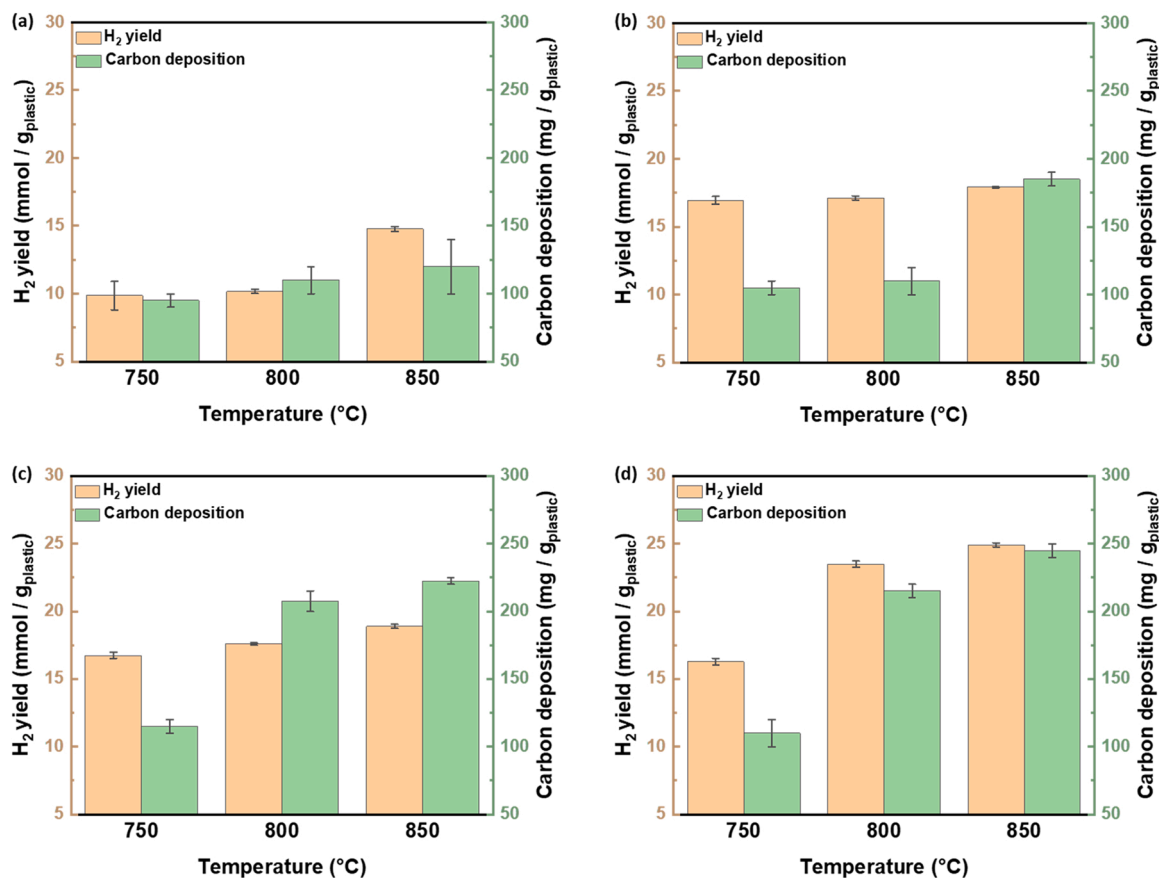 (a)
H2 yield
Carbon deposition
30
25
20
15
10
5
H2 yield (mmol / gplastic)
300
250
200
150
100
50
Carbon deposition (mg / gplastic)
750 800 850
Temperature (°C)
(b)
H2 yield
Carbon deposition
30
25
20
15
10
5
H2 yield (mmol / gplastic)
300
250
200
150
100
50
Carbon deposition (mg / gplastic)
750 800 850
Temperature (°C)
(c)
H2 yield
Carbon deposition
30
25
20
15
10
5
H2 yield (mmol / gplastic)
300
250
200
150
100
50
Carbon deposition (mg / gplastic)
750 800 850
Temperature (°C)
(d)
H2 yield
Carbon deposition
30
25
20
15
10
5
H2 yield (mmol / gplastic)
300
250
200
150
100
50
Carbon deposition (mg / gplastic)
750 800 850
Temperature (°C)